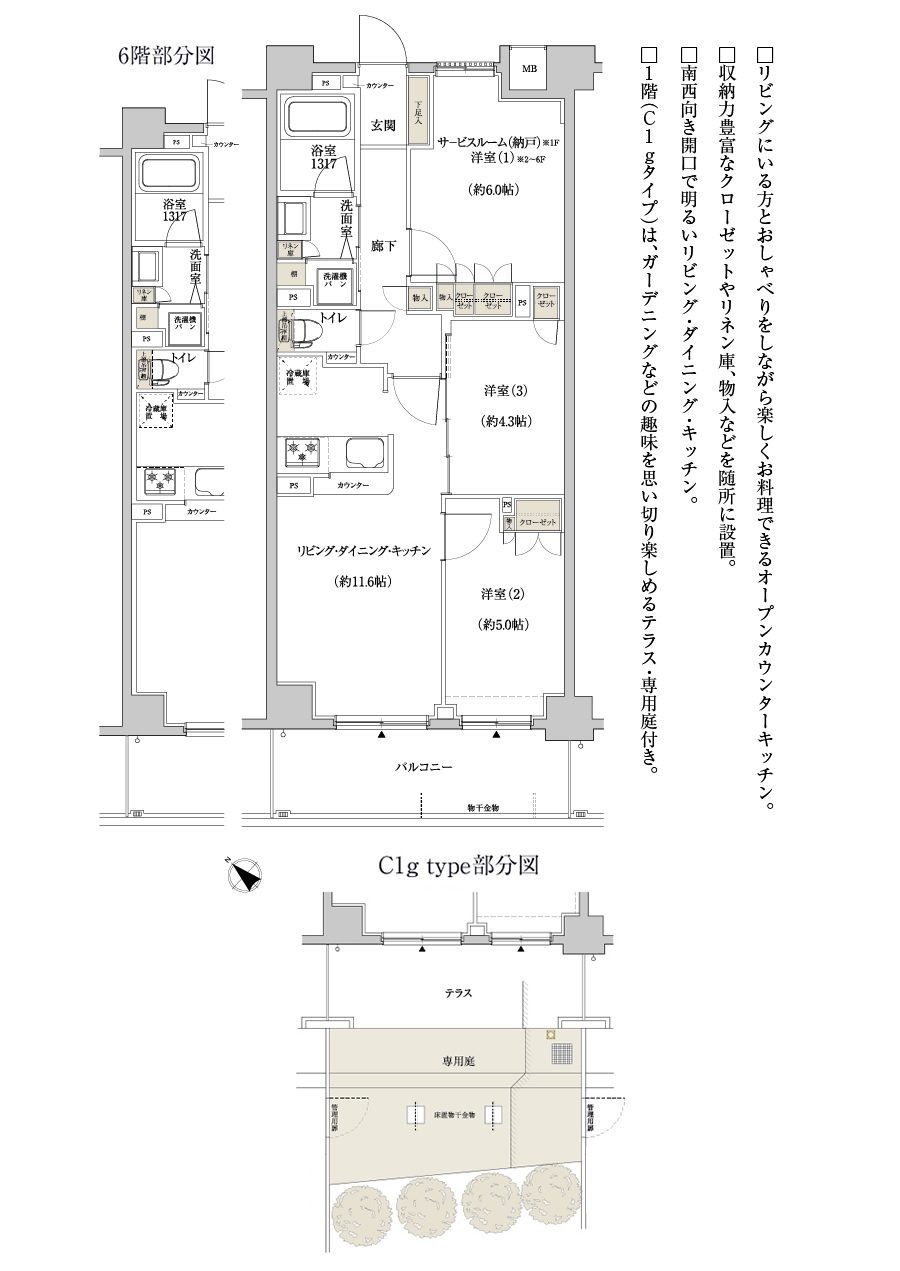 □リビングにいる方とおしゃべりをしながら楽しくお料理できるオープンカウンターキッチン。
□収納力豊富なクローゼットやリネン庫、物入などを随所に設置。
□南西向き開口で明るいリビング・ダイニング・キッチン。
□1階(C1gタイプ)は、ガーデニングなどの趣味を思い切り楽しめるテラス・専用庭付き。
6階部分図
PS
カウンター
浴室
1317
洗面室
リネン庫
棚
洗濯機
パン
PS
トイレ
カウンター
冷蔵庫置場
PS
カウンター
MB
PS
カウンター
下足入
玄関
浴室
1317
サービスルーム(納戸)※1F
洋室(1)※2~6F
(約6.0帖)
洗面室
廊下
リネン庫
棚
洗濯機
パン
PS
物入
物入
クローゼット
クローゼット
PS
クローゼット
トイレ
カウンター
冷蔵庫置場
洋室(3)
(約4.3帖)
PS
カウンター
PS
物入
クローゼット
リビング・ダイニング・キッチン
(約11.6帖)
洋室(2)
(約5.0帖)
バルコニー
物干金物
N
C1g type部分図
テラス
専用庭
管理用扉
床置物干金物
管理用扉